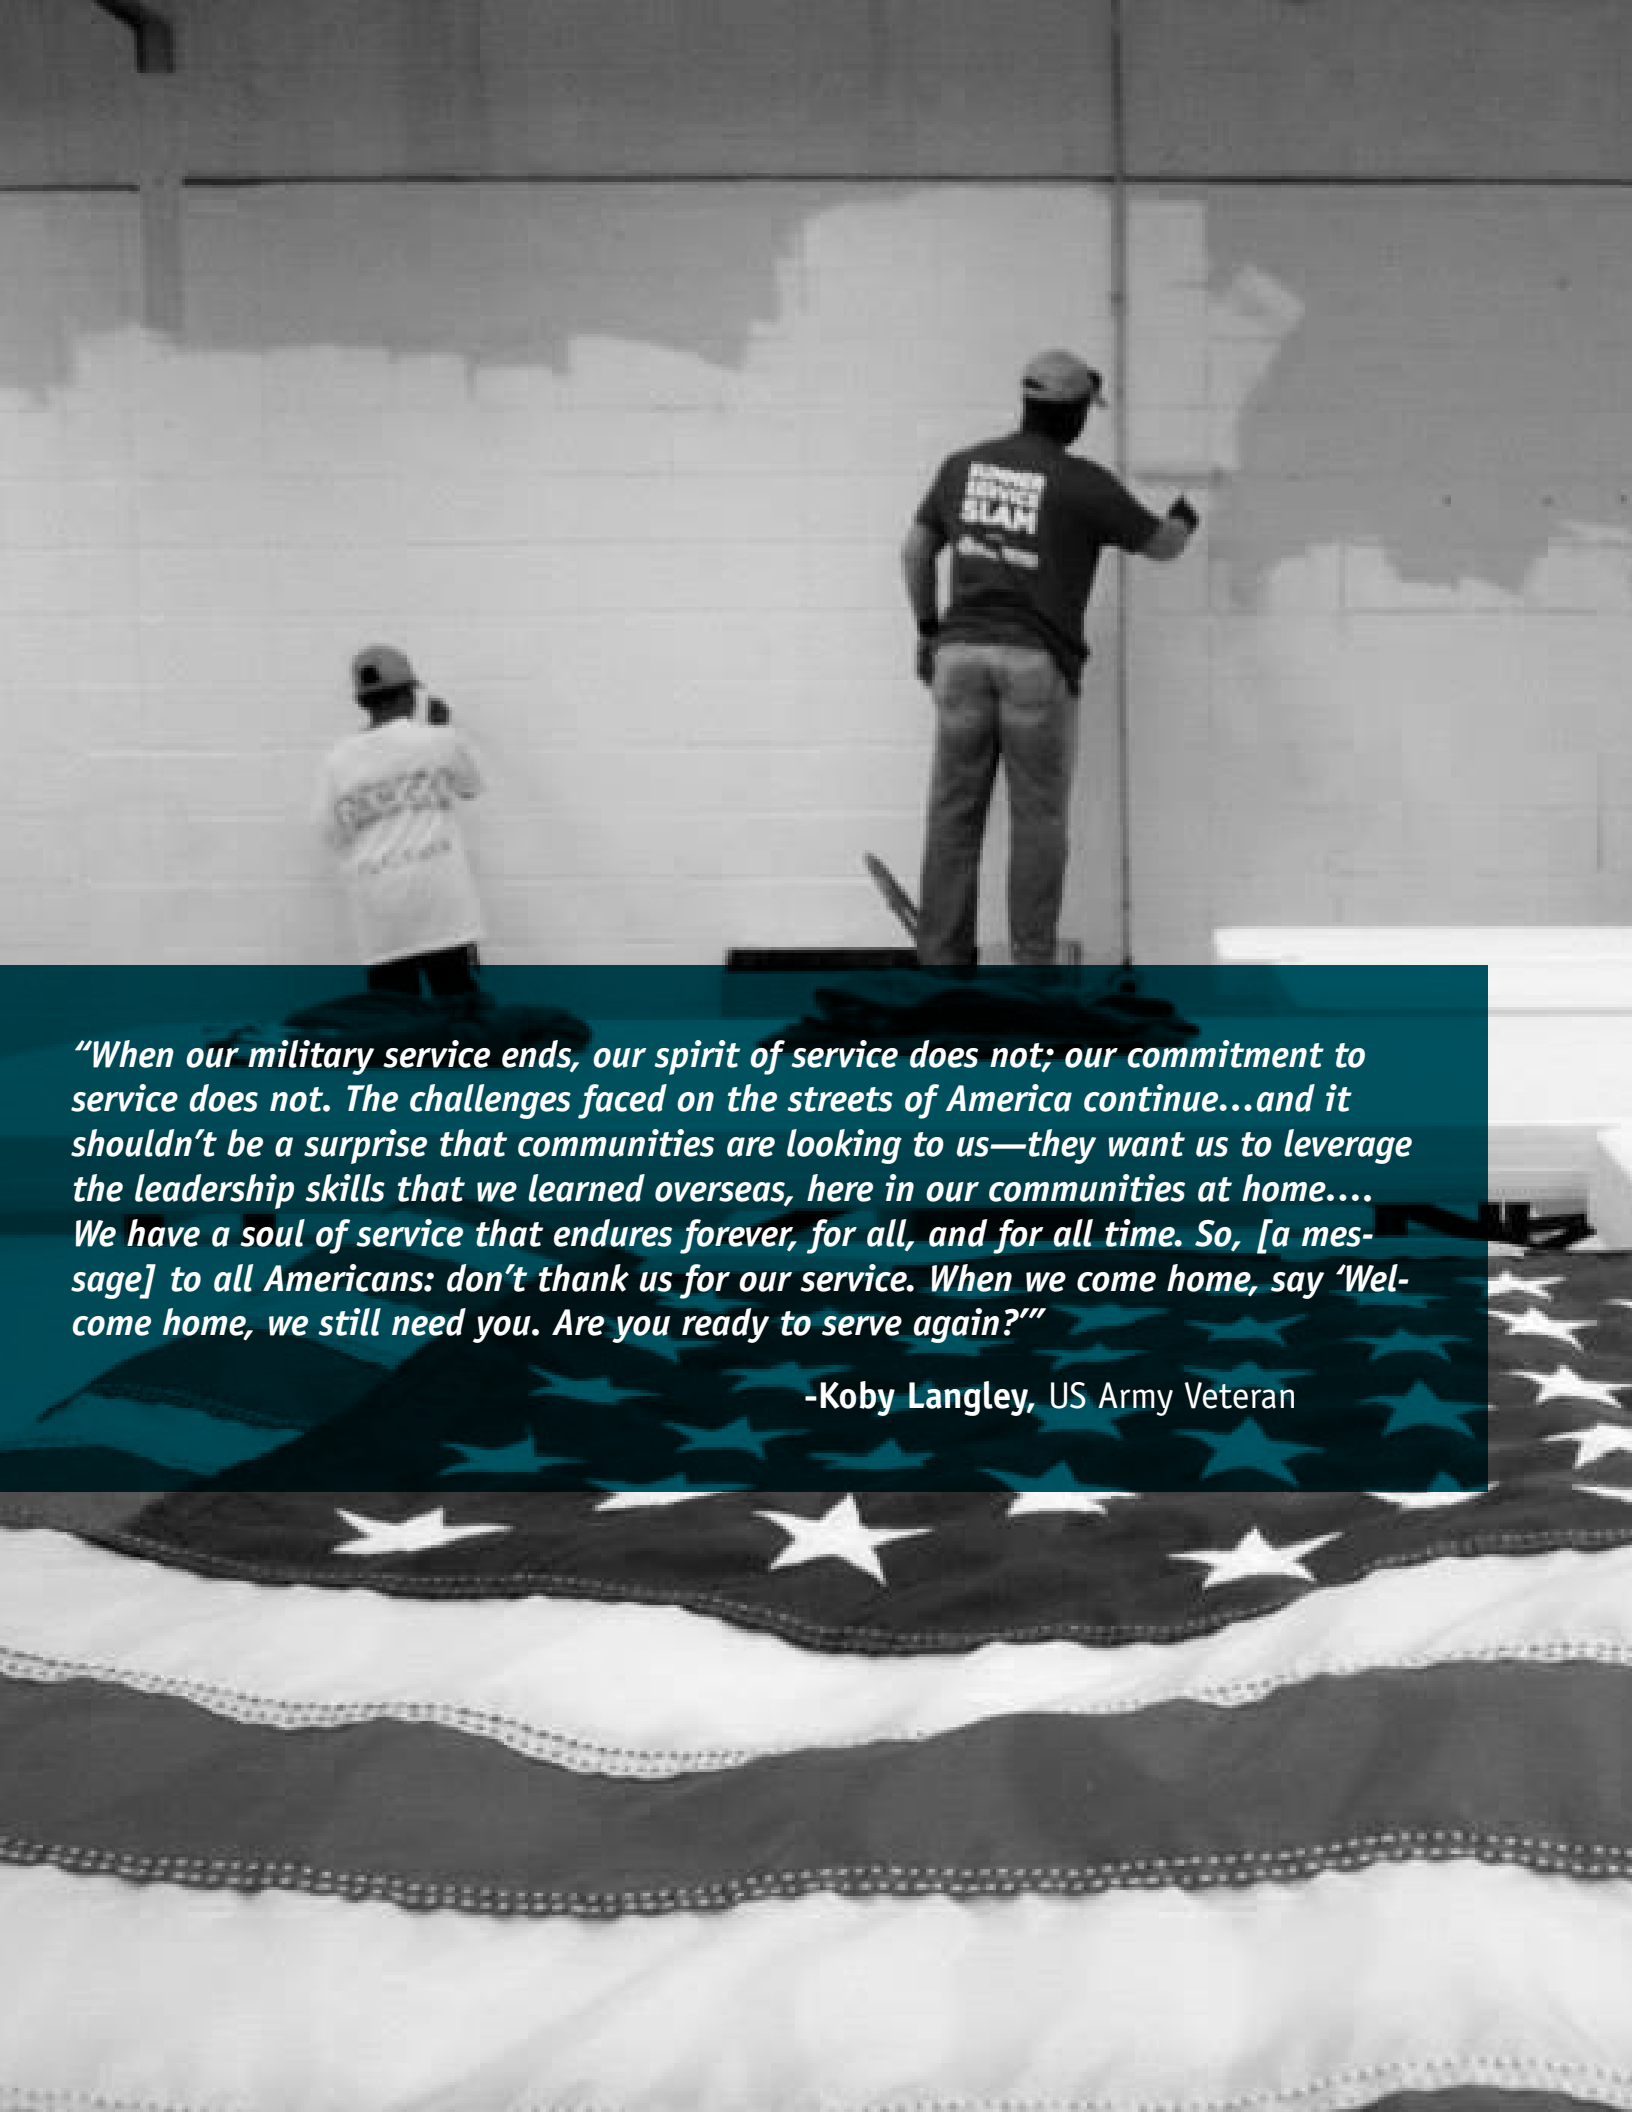 SUMMER
SERVICE
SLAM
“When our military service ends, our spirit of service does not; our commitment to
service does not. The challenges faced on the streets of America continue...and it
shouldn’t be a surprise that communities are looking to us—they want us to leverage
the leadership skills that we learned overseas, here in our communities at home....
We have a soul of service that endures forever, for all, and for all time. So, [a mes-
sage] to all Americans: don’t thank us for our service. When we come home, say ‘Wel-
come home, we still need you. Are you ready to serve again?’”
-Koby Langley, US Army Veteran